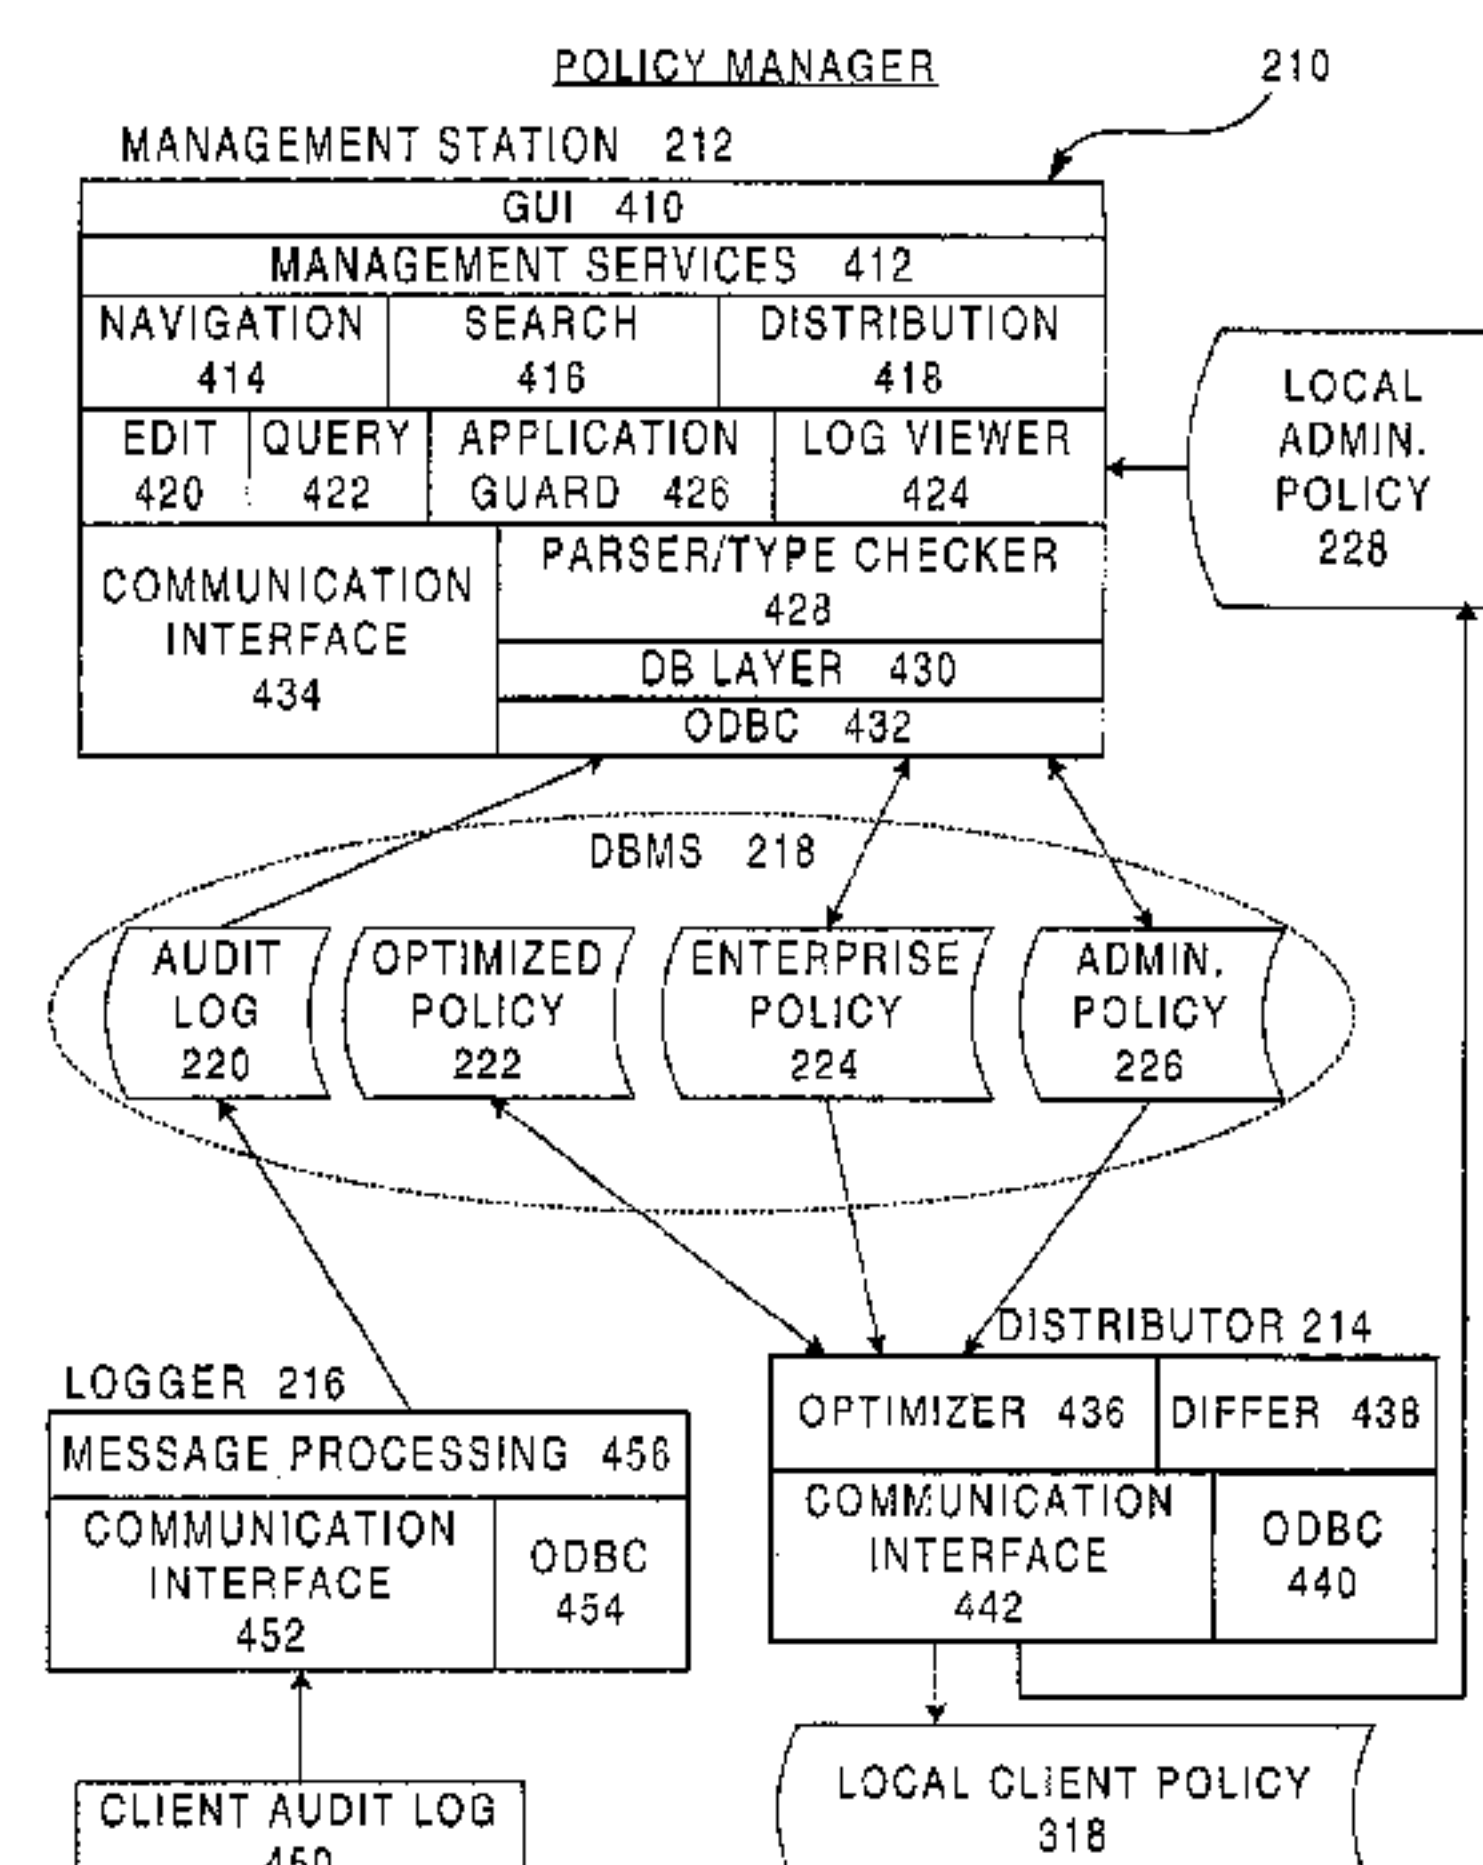 POLICY MANAGER
210
MANAGEMENT STATION 212
GUI 410
MANAGEMENT SERVICES 412
NAVIGATION
414
SEARCH
416
DISTRIBUTION
418
EDIT
420
QUERY
422
APPLICATION
GUARD 426
LOG VIEWER
424
LOCAL
ADMIN.
POLICY
228
COMMUNICATION
INTERFACE
434
PARSER/TYPE CHECKER
428
DB LAYER 430
ODBC 432
DBMS 218
AUDIT
LOG
220
OPTIMIZED
POLICY
222
ENTERPRISE
POLICY
224
ADMIN.
POLICY
226
LOGGER 216
MESSAGE PROCESSING 456
COMMUNICATION
INTERFACE
452
ODBC
454
DISTRIBUTOR 214
OPTIMIZER 436
DIFFER 438
COMMUNICATION
INTERFACE
442
ODBC
440
CLIENT AUDIT LOG
LOCAL CLIENT POLICY
318